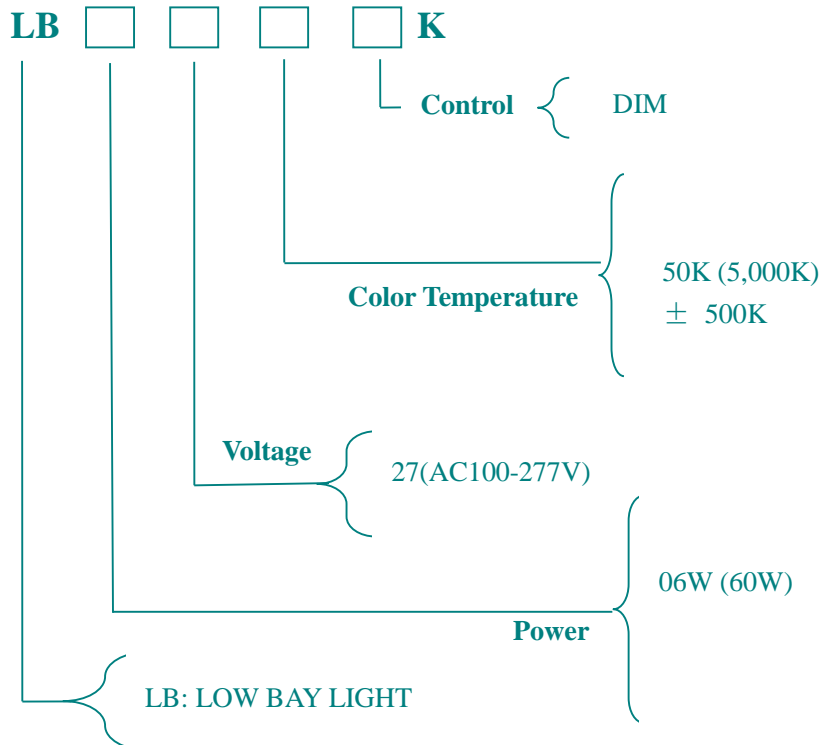 LB K
Control DIM
50K (5,000K)
Color Temperature
± 500K
Voltage
27(AC100-277V)
06W (60W)
Power
LB: LOW BAY LIGHT